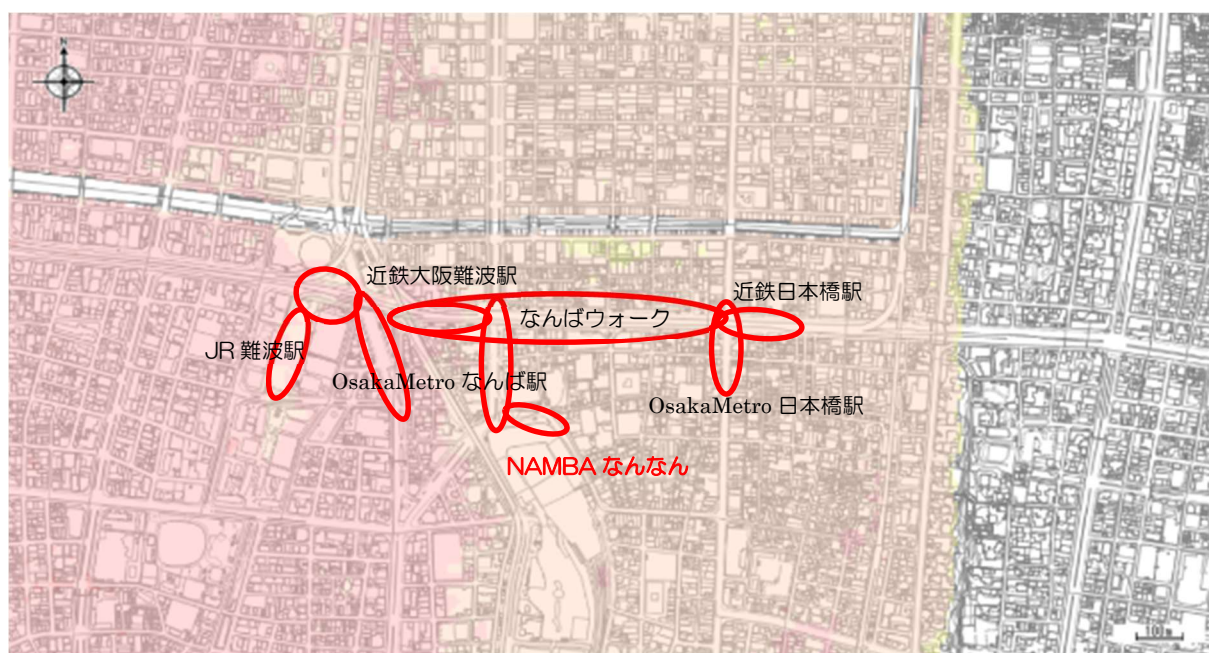 N
近鉄大阪難波駅
近鉄日本橋駅
なんばウォーク
JR 難波駅
OsakaMetro なんば駅
OsakaMetro 日本橋駅
NAMBA なんなん
100m